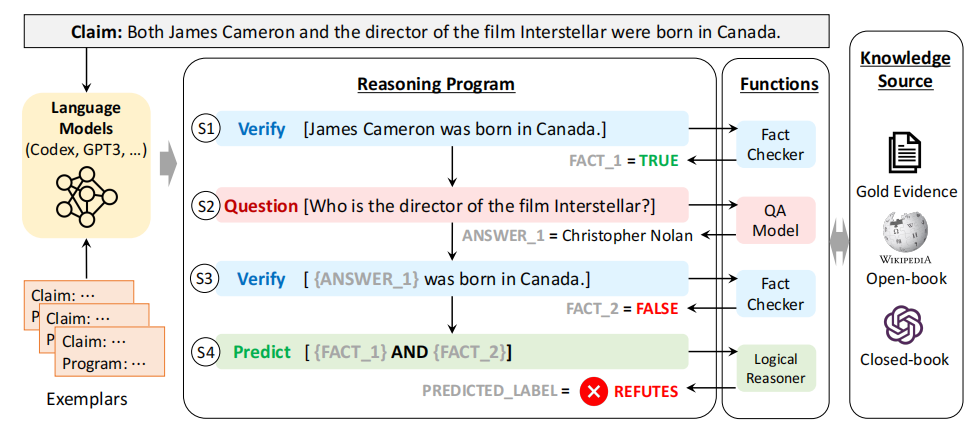 Claim: Both James Cameron and the director of the film Interstellar were born in Canada.
Language
Models
(Codex, GPT3, …)
Claim: ⋯
P
Claim: ⋯
P
Claim: ⋯
Program: ⋯
Exemplars
Reasoning Program
S1 Verify [James Cameron was born in Canada.]
FACT_1 = TRUE
S2 Question [Who is the director of the film Interstellar?]
ANSWER_1 = Christopher Nolan
S3 Verify [ {ANSWER_1} was born in Canada.]
FACT_2 = FALSE
S4 Predict [ {FACT_1} AND {FACT_2}]
PREDICTED_LABEL = REFUTES
Functions
Fact
Checker
QA
Model
Fact
Checker
Logical
Reasoner
Knowledge
Source
Gold Evidence
WIKIPEDIA
Open-book
Closed-book